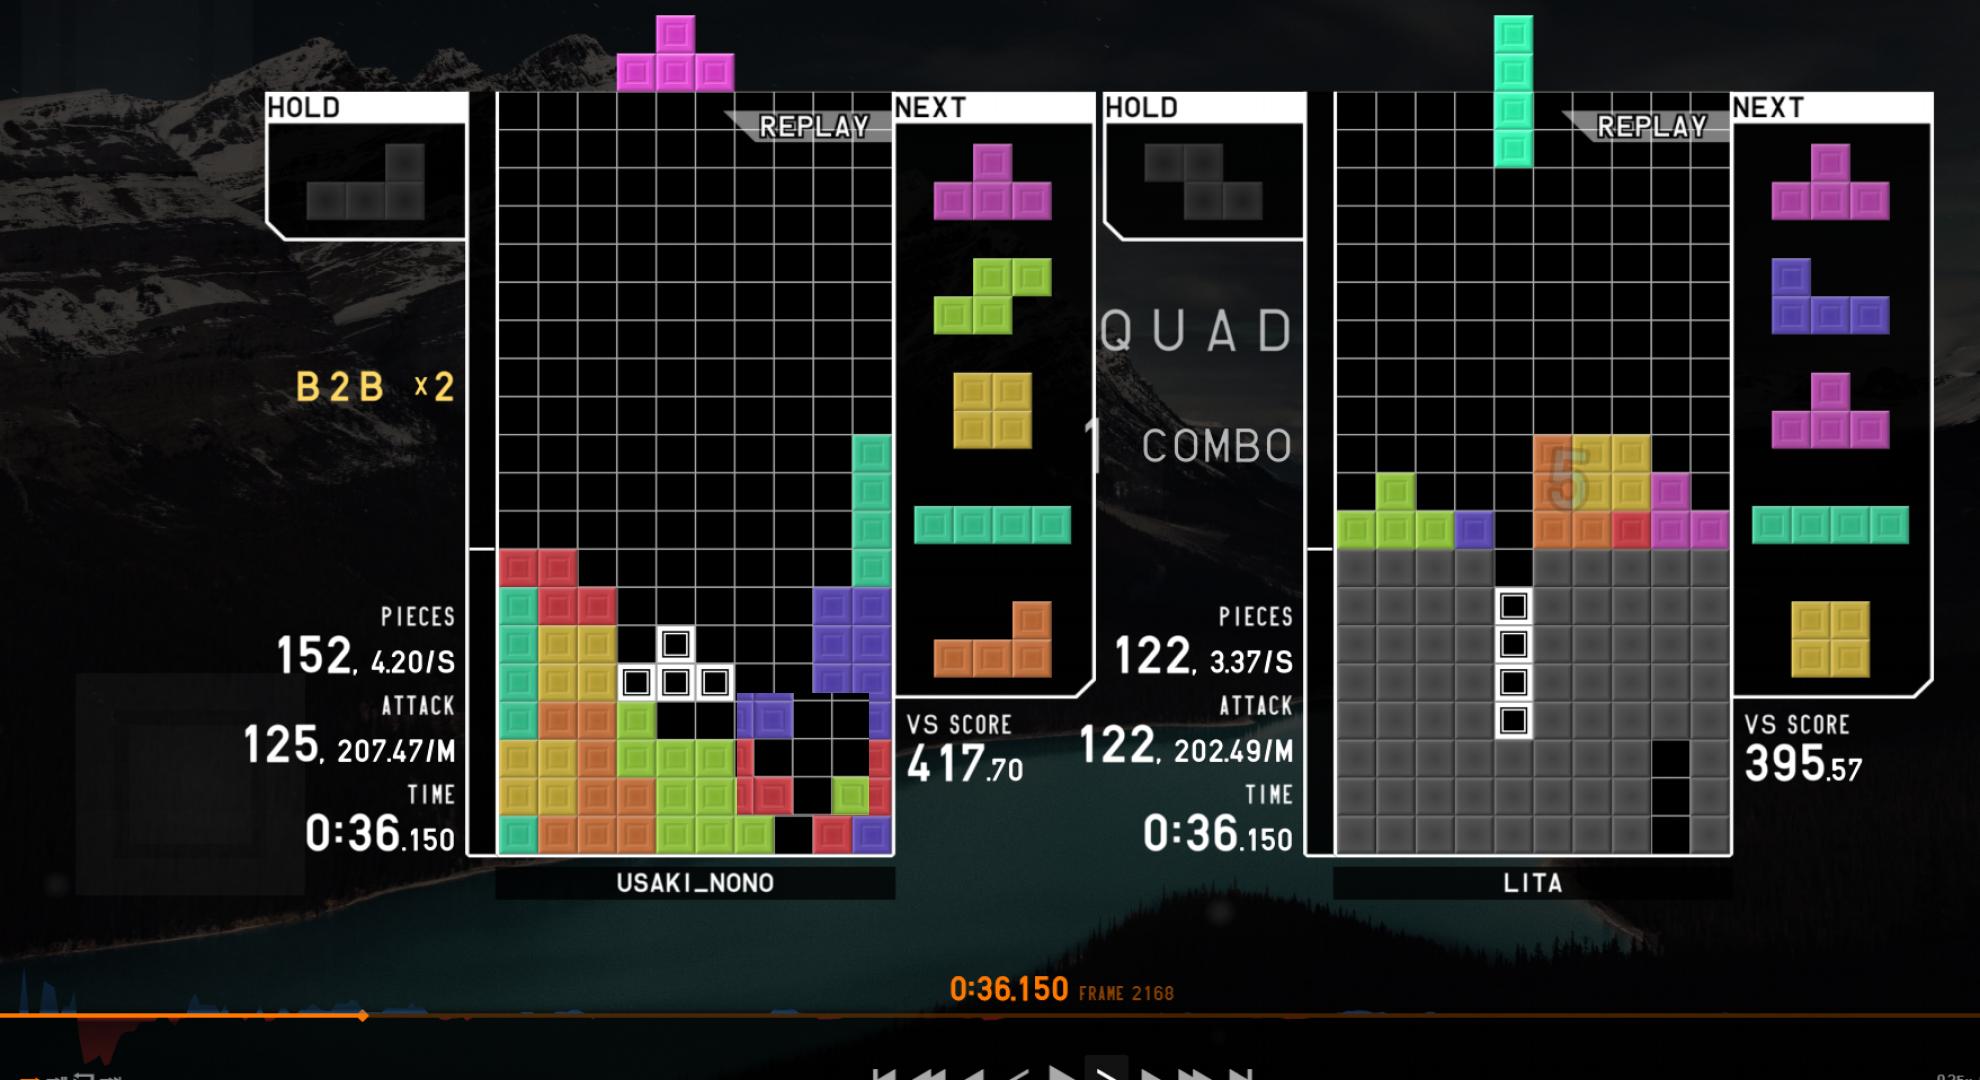 HOLD
REPLAY
NEXT
B2B x2
PIECES
152, 4.20/S
ATTACK
125, 207.47/M
TIME
0:36.150
VS SCORE
417.70
USAKI_NONO
HOLD
REPLAY
NEXT
QUAD
1 COMBO
5
PIECES
122, 3.37/S
ATTACK
122, 202.49/M
TIME
0:36.150
VS SCORE
395.57
LITA
0:36.150 FRAME 2168